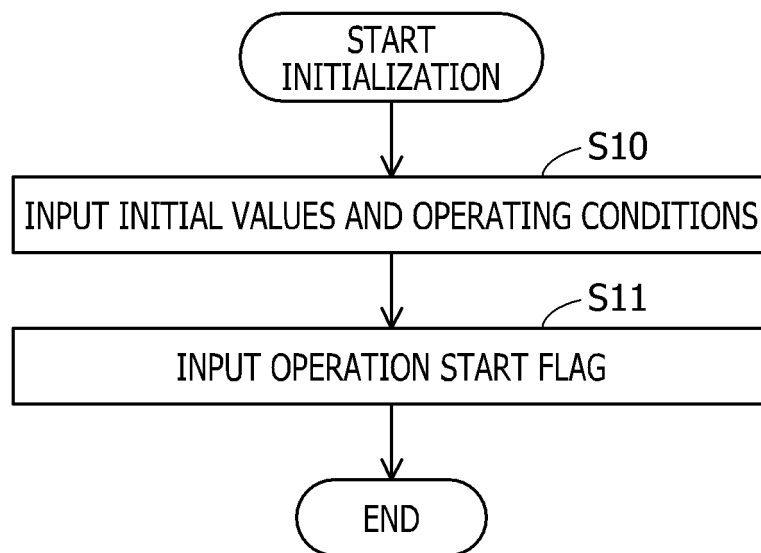 START
INITIALIZATION
S10
INPUT INITIAL VALUES AND OPERATING CONDITIONS
S11
INPUT OPERATION START FLAG
END